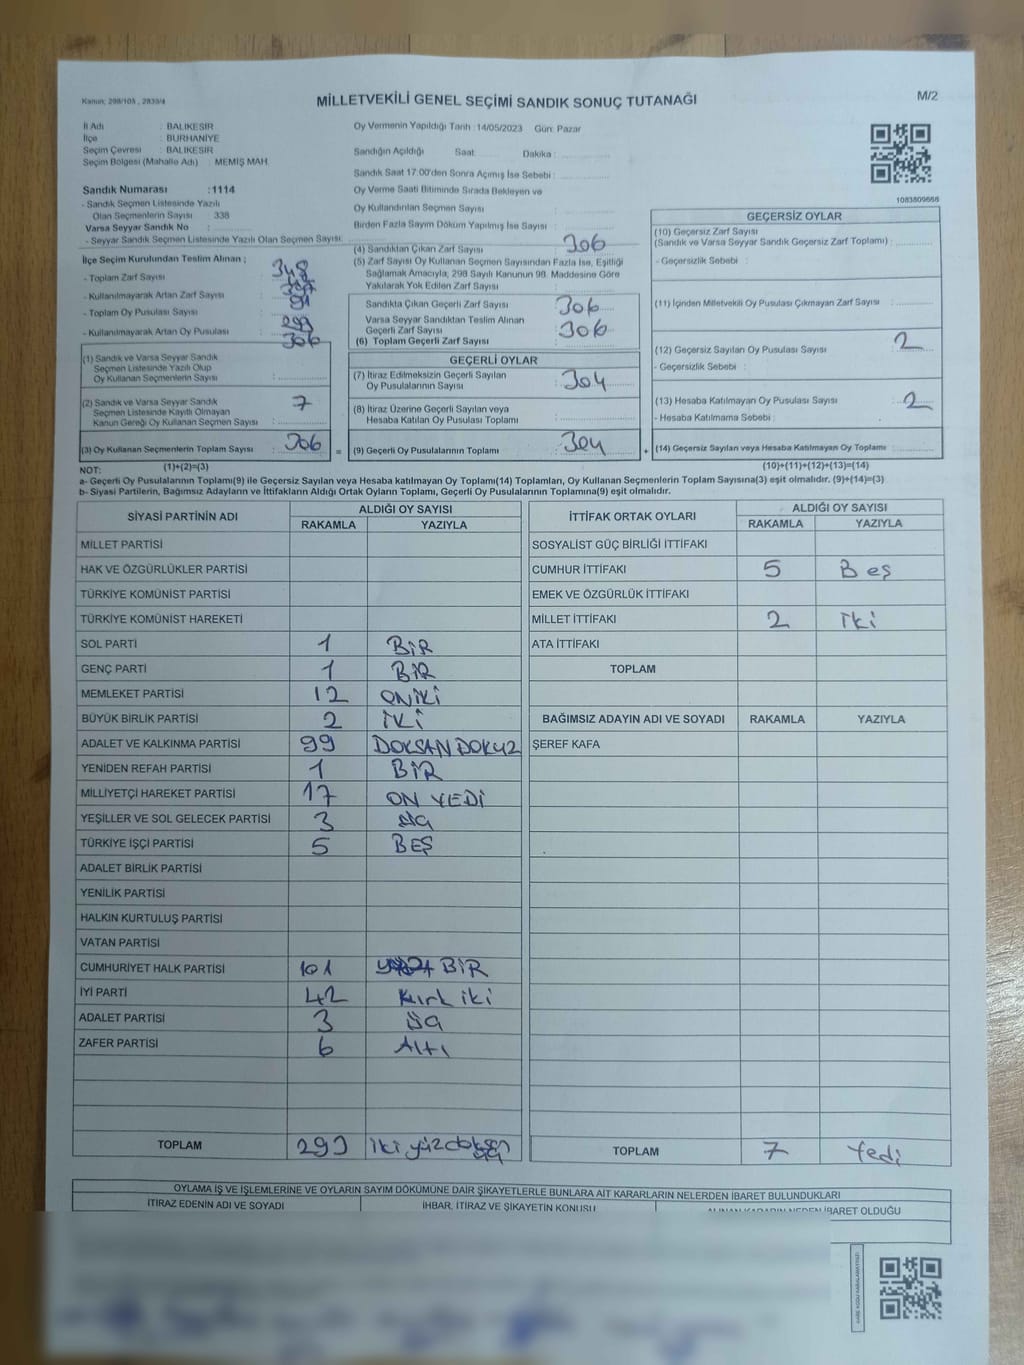 Kanun: 298/105 , 2839/4
MİLLETVEKİLİ GENEL SEÇİMİ SANDIK SONUÇ TUTANAĞI
M/2
İl Adı : BALIKESİR
İlçe : BURHANİYE
Seçim Çevresi : BALIKESİR
Seçim Bölgesi (Mahalle Adı) : MEMİŞ MAH.
Sandık Numarası : 1114
- Sandık Seçmen Listesinde Yazılı
Olan Seçmenlerin Sayısı : 338
Varsa Seyyar Sandık No :
- Seyyar Sandık Seçmen Listesinde Yazılı Olan Seçmen Sayısı:
İlçe Seçim Kurulundan Teslim Alınan ;
- Toplam Zarf Sayısı : 348
- Kullanılmayarak Artan Zarf Sayısı :
- Toplam Oy Pusulası Sayısı :
- Kullanılmayarak Artan Oy Pusulası : 306
(1) Sandık ve Varsa Seyyar Sandık
Seçmen Listesinde Yazılı Olup
Oy Kullanan Seçmenlerin Sayısı :
(2) Sandık ve Varsa Seyyar Sandık
Seçmen Listesinde Kayıtlı Olmayan
Kanun Gereği Oy Kullanan Seçmen Sayısı : 7
(3) Oy Kullanan Seçmenlerin Toplam Sayısı : 306
Oy Vermenin Yapıldığı Tarih : 14/05/2023 Gün: Pazar
Sandığın Açıldığı Saat Dakika :
Sandık Saat 17:00'den Sonra Açımış İse Sebebi :
Oy Verme Saati Bitiminde Sırada Bekleyen ve
Oy Kullandırılan Seçmen Sayısı :
Birden Fazla Sayım Döküm Yapılmış İse Sayısı :
(4) Sandıktan Çıkan Zarf Sayısı : 306
(5) Zarf Sayısı Oy Kullanan Seçmen Sayısından Fazla İse, Eşitliği
Sağlamak Amacıyla, 298 Sayılı Kanunun 98. Maddesine Göre
Yakılarak Yok Edilen Zarf Sayısı :
Sandıkta Çıkan Geçerli Zarf Sayısı : 306
Varsa Seyyar Sandıktan Teslim Alınan
Geçerli Zarf Sayısı : 306
(6) Toplam Geçerli Zarf Sayısı :
GEÇERLİ OYLAR
(7) İtiraz Edilmeksizin Geçerli Sayılan
Oy Pusulalarının Sayısı : 304
(8) İtiraz Üzerine Geçerli Sayılan veya
Hesaba Katılan Oy Pusulası Toplamı :
= (9) Geçerli Oy Pusulalarının Toplamı : 304 +
1083809666
GEÇERSİZ OYLAR
(10) Geçersiz Zarf Sayısı
(Sandık ve Varsa Seyyar Sandık Geçersiz Zarf Toplamı) :
- Geçersizlik Sebebi :
(11) İçinden Milletvekili Oy Pusulası Çıkmayan Zarf Sayısı :
(12) Geçersiz Sayılan Oy Pusulası Sayısı : 2
- Geçersizlik Sebebi :
(13) Hesaba Katılmayan Oy Pusulası Sayısı : 2
- Hesaba Katılmama Sebebi :
(14) Geçersiz Sayılan veya Hesaba Katılmayan Oy Toplamı :
NOT: (1)+(2)=(3) (10)+(11)+(12)+(13)=(14)
a- Geçerli Oy Pusulalarının Toplamı(9) ile Geçersiz Sayılan veya Hesaba katılmayan Oy Toplamı(14) Toplamları, Oy Kullanan Seçmenlerin Toplam Sayısına(3) eşit olmalıdır. (9)+(14)=(3)
b- Siyasi Partilerin, Bağımsız Adayların ve İttifakların Aldığı Ortak Oyların Toplamı, Geçerli Oy Pusulalarının Toplamına(9) eşit olmalıdır.
SİYASİ PARTİNİN ADI ALDIĞI OY SAYISI
RAKAMLA YAZIYLA
MİLLET PARTİSİ
HAK VE ÖZGÜRLÜKLER PARTİSİ
TÜRKİYE KOMÜNİST PARTİSİ
TÜRKİYE KOMÜNİST HAREKETİ
SOL PARTİ 1 BİR
GENÇ PARTİ 1 BİR
MEMLEKET PARTİSİ 12 ONİKİ
BÜYÜK BİRLİK PARTİSİ 2 İKİ
ADALET VE KALKINMA PARTİSİ 99 DOKSAN DOKUZ
YENİDEN REFAH PARTİSİ 1 BİR
MİLLİYETÇİ HAREKET PARTİSİ 17 ON YEDİ
YEŞİLLER VE SOL GELECEK PARTİSİ 3
TÜRKİYE İŞÇİ PARTİSİ 5 BEŞ
ADALET BİRLİK PARTİSİ
YENİLİK PARTİSİ
HALKIN KURTULUŞ PARTİSİ
VATAN PARTİSİ
CUMHURİYET HALK PARTİSİ 101 BİR
İYİ PARTİ 42 Kırk iki
ADALET PARTİSİ 3 üç
ZAFER PARTİSİ 6 Altı
TOPLAM 293 iki yüz doksan
İTTİFAK ORTAK OYLARI ALDIĞI OY SAYISI
RAKAMLA YAZIYLA
SOSYALİST GÜÇ BİRLİĞİ İTTİFAKI
CUMHUR İTTİFAKI 5 Beş
EMEK VE ÖZGÜRLÜK İTTİFAKI
MİLLET İTTİFAKI 2 iki
ATA İTTİFAKI
TOPLAM
BAĞIMSIZ ADAYIN ADI VE SOYADI RAKAMLA YAZIYLA
ŞEREF KAFA
TOPLAM 7 Yedi
OYLAMA İŞ VE İŞLEMLERİNE VE OYLARIN SAYIM DÖKÜMÜNE DAİR ŞİKAYETLERLE BUNLARA AİT KARARLARIN NELERDEN İBARET BULUNDUKLARI
İTİRAZ EDENİN ADI VE SOYADI İHBAR, İTİRAZ VE ŞİKAYETİN KONUSU ALINAN KARARIN NEDEN İBARET OLDUĞU